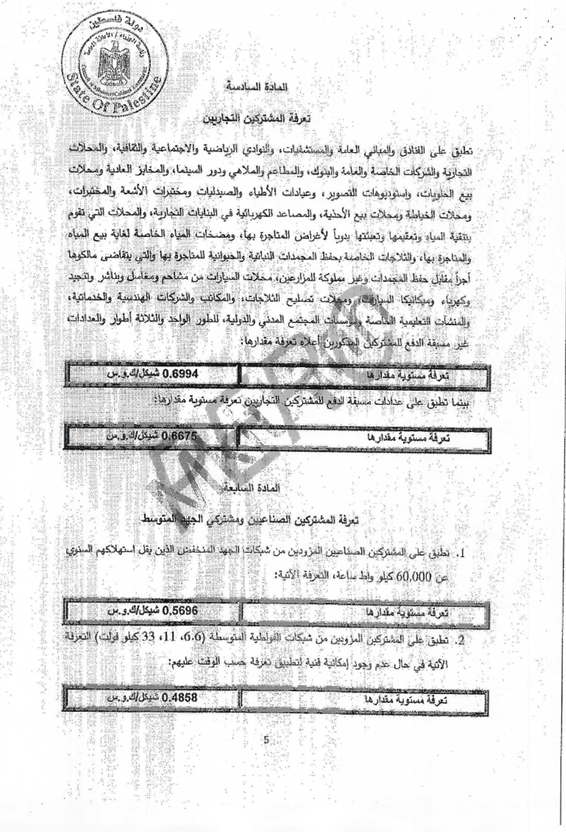 دولة فلسطين
State Of Palestine
المادة السادسة
تعرفة المشتركين التجاريين
تطبق على الفنادق والمباني العامة والمستشفيات، والنوادي الرياضية والاجتماعية والثقافية، والمحلات
التجارية والشركات الخاصة والعامة والبنوك، والمطاعم والملاهي ودور السينما، والمخابز العادية ومحلات
بيع الحلويات، واستوديوهات التصوير، وعيادات الأطباء والصيدليات ومختبرات الأشعة والمختبرات،
ومحلات الخياطة ومحلات بيع الأحذية، والمصاعد الكهربائية في البنايات التجارية، والمحلات التي تقوم
بتنقية المياه وتعقيمها وتعبئتها يدوياً لأغراض المتاجرة بها، ومضخات المياه الخاصة لغاية بيع المياه
والمتاجرة بها، والثلاجات الخاصة بحفظ المجمدات النباتية والحيوانية للمتاجرة بها والتي يتقاضى مالكوها
أجراً مقابل حفظ المجمدات وغير مملوكة للمزارعين، محلات السيارات من مشاحم ومغاسل وبناشر وتنجيد
وكهرباء وميكانيكا السيارات، ومحلات تصليح الثلاجات، والمكاتب والشركات الهندسية والخدماتية،
والمنشآت التعليمية الخاصة ومؤسسات المجتمع المدني والدولية، للطور الواحد والثلاثة أطوار والعدادات
غير مسبقة الدفع للمشتركين المذكورين أعلاه تعرفة مقدارها:
تعرفة مستوية مقدارها 0.6994 شيكل/ك.و.س
بينما تطبق على عدادات مسبقة الدفع للمشتركين التجاريين تعرفة مستوية مقدارها:
تعرفة مستوية مقدارها 0.6675 شيكل/ك.و.س
المادة السابعة
تعرفة المشتركين الصناعيين ومشتركي الجهد المتوسط
1. تطبق على المشتركين الصناعيين المزودين من شبكات الجهد المنخفض الذين يقل استهلاكهم السنوي
عن 60,000 كيلو واط ساعة، التعرفة الآتية:
تعرفة مستوية مقدارها 0.5696 شيكل/ك.و.س
2. تطبق على المشتركين المزودين من شبكات الفولطية المتوسطة (6.6، 11، 33 كيلو فولت) التعرفة
الآتية في حال عدم وجود إمكانية فنية لتطبيق تعرفة حسب الوقت عليهم:
تعرفة مستوية مقدارها 0.4858 شيكل/ك.و.س
5